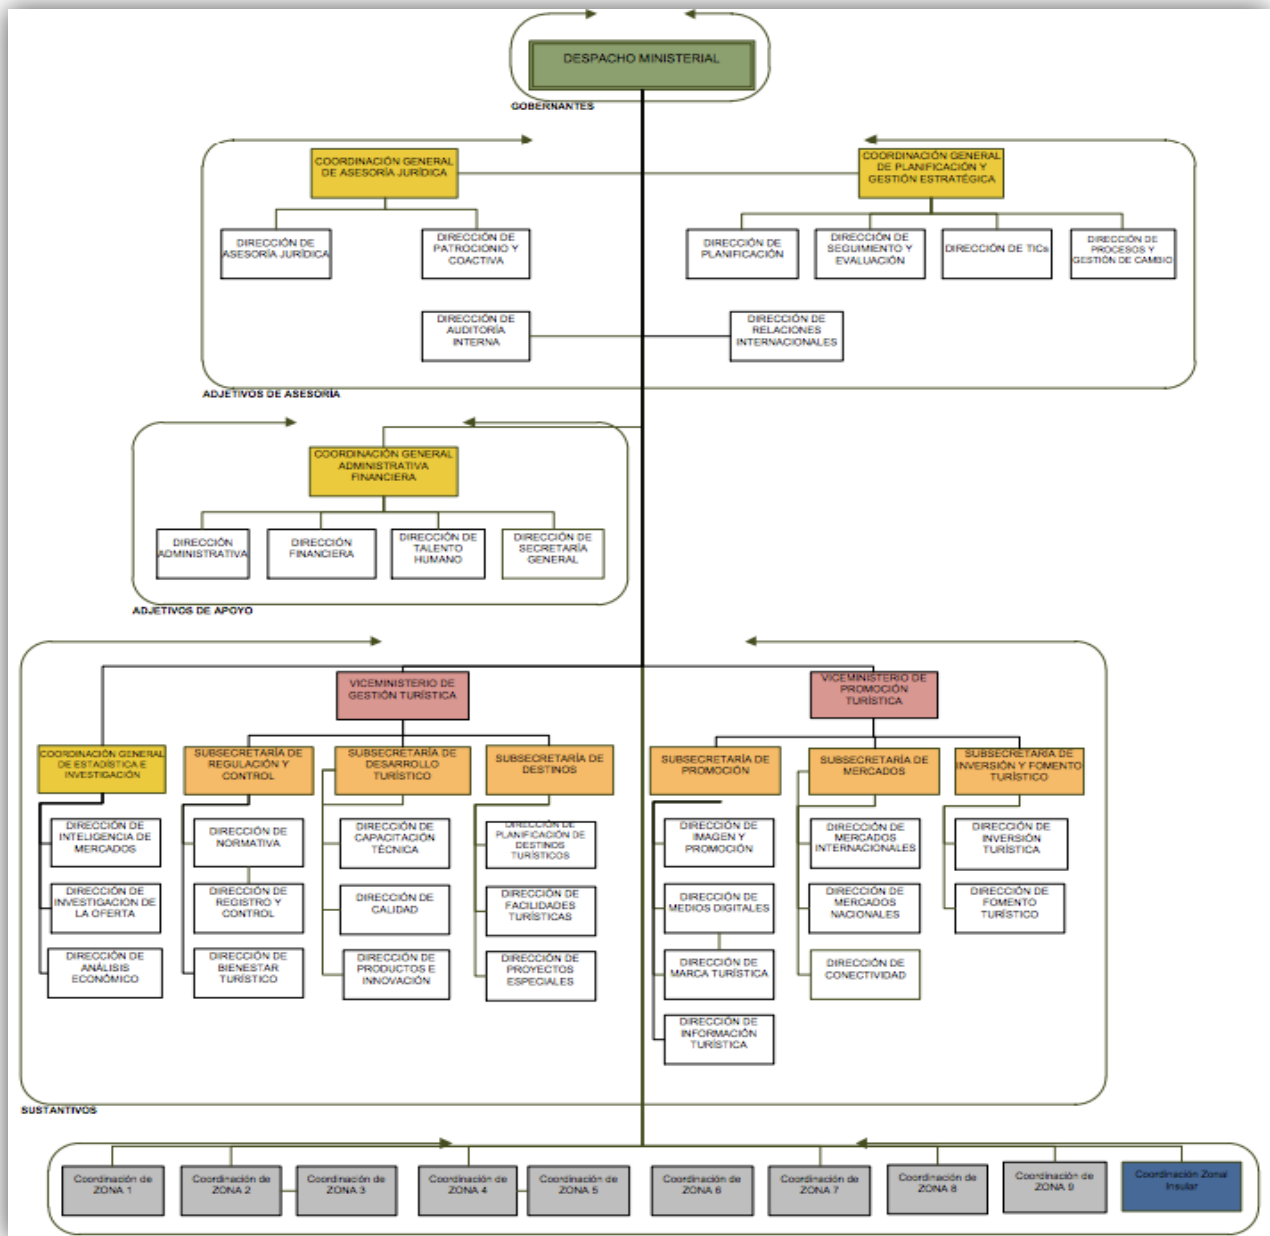 DESPACHO MINISTERIAL
GOBERNANTES
COORDINACIÓN GENERAL
DE ASESORÍA JURÍDICA
COORDINACIÓN GENERAL
DE PLANIFICACIÓN Y
GESTIÓN ESTRATÉGICA
DIRECCIÓN DE
ASESORÍA JURÍDICA
DIRECCIÓN DE
PATROCIONIO Y
COACTIVA
DIRECCIÓN DE
PLANIFICACIÓN
DIRECCIÓN DE
SEGUIMIENTO Y
EVALUACIÓN
DIRECCIÓN DE TICs
DIRECCIÓN DE
PROCESOS Y
GESTIÓN DE CAMBIO
DIRECCIÓN DE
AUDITORÍA
INTERNA
DIRECCIÓN DE
RELACIONES
INTERNACIONALES
ADJETIVOS DE ASESORÍA
COORDINACIÓN GENERAL
ADMINISTRATIVA
FINANCIERA
DIRECCIÓN
ADMINISTRATIVA
DIRECCIÓN
FINANCIERA
DIRECCIÓN DE
TALENTO
HUMANO
DIRECCIÓN DE
SECRETARÍA
GENERAL
ADJETIVOS DE APOYO
VICEMINISTERIO DE
GESTIÓN TURÍSTICA
VICEMINISTERIO DE
PROMOCIÓN
TURÍSTICA
COORDINACIÓN GENERAL
DE ESTADÍSTICA E
INVESTIGACIÓN
SUBSECRETARÍA DE
REGULACIÓN Y
CONTROL
SUBSECRETARÍA DE
DESARROLLO
TURÍSTICO
SUBSECRETARÍA DE
DESTINOS
SUBSECRETARÍA DE
PROMOCIÓN
SUBSECRETARÍA DE
MERCADOS
SUBSECRETARÍA DE
INVERSIÓN Y FOMENTO
TURÍSTICO
DIRECCIÓN DE
INTELIGENCIA DE
MERCADOS
DIRECCIÓN DE
NORMATIVA
DIRECCIÓN DE
CAPACITACIÓN
TÉCNICA
DIRECCIÓN DE
PLANIFICACIÓN DE
DESTINOS
TURÍSTICOS
DIRECCIÓN DE
IMAGEN Y
PROMOCIÓN
DIRECCIÓN DE
MERCADOS
INTERNACIONALES
DIRECCIÓN DE
INVERSIÓN
TURÍSTICA
DIRECCIÓN DE
INVESTIGACION DE
LA OFERTA
DIRECCIÓN DE
REGISTRO Y
CONTROL
DIRECCIÓN DE
CALIDAD
DIRECCIÓN DE
FACILIDADES
TURÍSTICAS
DIRECCIÓN DE
MEDIOS DIGITALES
DIRECCIÓN DE
MERCADOS
NACIONALES
DIRECCIÓN DE
FOMENTO
TURÍSTICO
DIRECCIÓN DE
ANÁLISIS
ECONÓMICO
DIRECCIÓN DE
BIENESTAR
TURÍSTICO
DIRECCIÓN DE
PRODUCTOS E
INNOVACIÓN
DIRECCIÓN DE
PROYECTOS
ESPECIALES
DIRECCIÓN DE
MARCA TURÍSTICA
DIRECCIÓN DE
CONECTIVIDAD
DIRECCIÓN DE
INFORMACIÓN
TURÍSTICA
SUSTANTIVOS
Coordinación de
ZONA 1
Coordinación de
ZONA 2
Coordinación de
ZONA 3
Coordinación de
ZONA 4
Coordinación de
ZONA 5
Coordinación de
ZONA 6
Coordinación de
ZONA 7
Coordinación de
ZONA 8
Coordinación de
ZONA 9
Coordinación Zonal
Insular